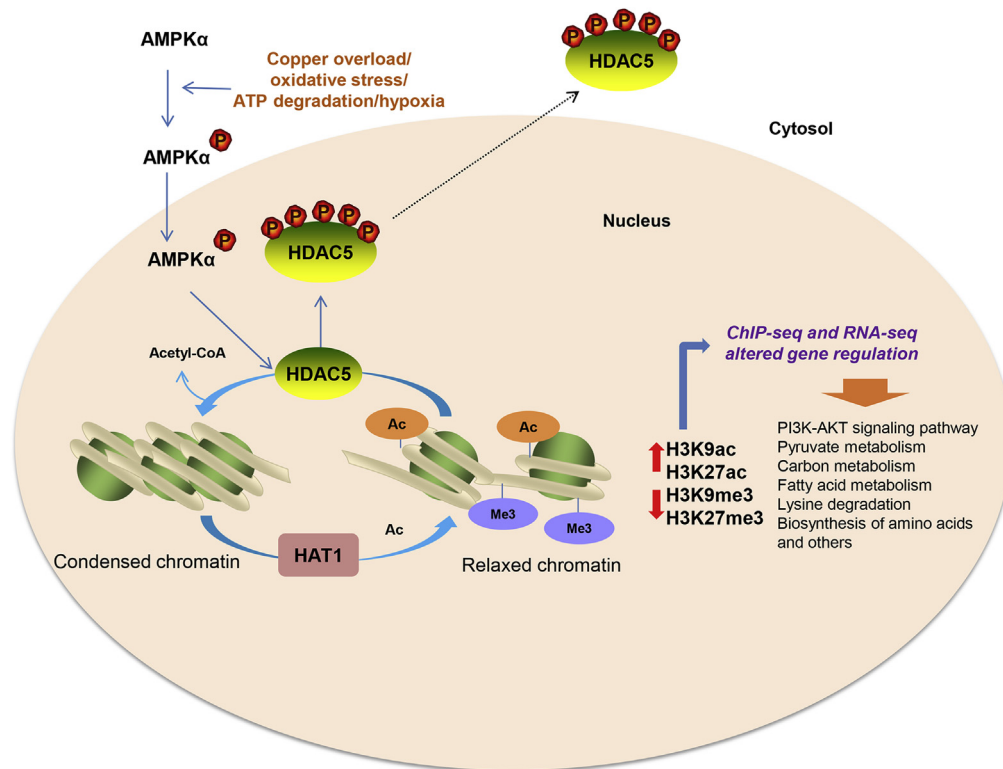 AMPKα
Copper overload/
oxidative stress/
ATP degradation/hypoxia
P P P P P
HDAC5
Cytosol
AMPKα P
Nucleus
P P P P P
HDAC5
AMPKα P
Acetyl-CoA
HDAC5
ChIP-seq and RNA-seq
altered gene regulation
Ac
Ac
H3K9ac
H3K27ac
H3K9me3
H3K27me3
PI3K-AKT signaling pathway
Pyruvate metabolism
Carbon metabolism
Fatty acid metabolism
Lysine degradation
Biosynthesis of amino acids
and others
Me3
Me3
Ac
HAT1
Condensed chromatin
Relaxed chromatin